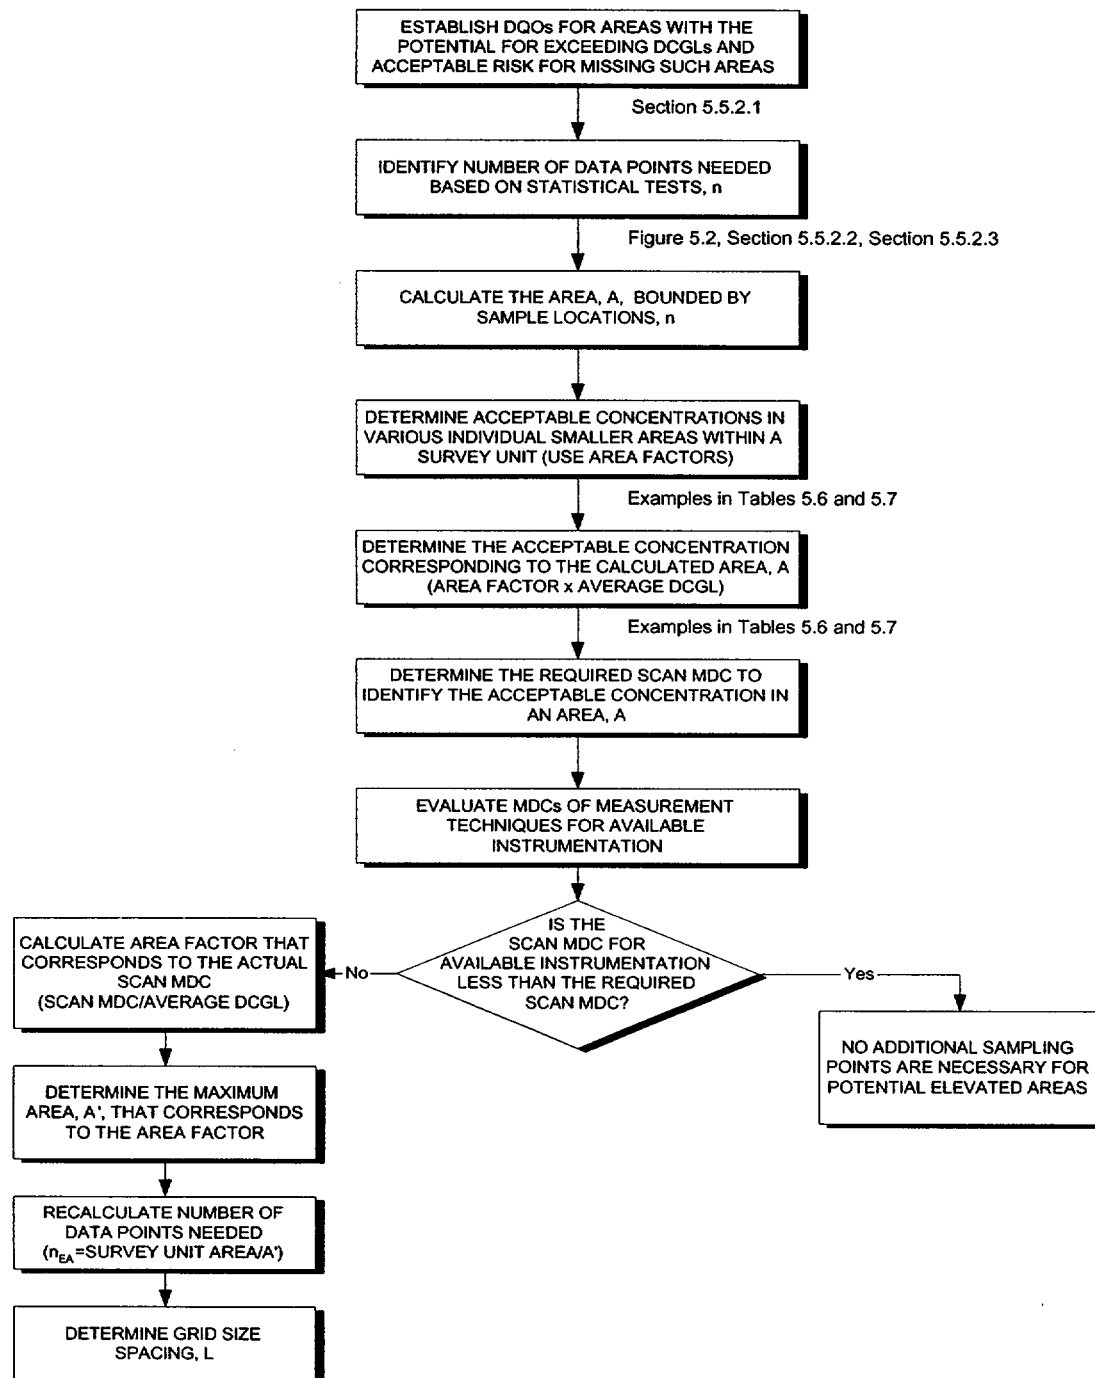 ESTABLISH DQOs FOR AREAS WITH THE
POTENTIAL FOR EXCEEDING DCGLs AND
ACCEPTABLE RISK FOR MISSING SUCH AREAS
Section 5.5.2.1
IDENTIFY NUMBER OF DATA POINTS NEEDED
BASED ON STATISTICAL TESTS, n
Figure 5.2, Section 5.5.2.2, Section 5.5.2.3
CALCULATE THE AREA, A, BOUNDED BY
SAMPLE LOCATIONS, n
DETERMINE ACCEPTABLE CONCENTRATIONS IN
VARIOUS INDIVIDUAL SMALLER AREAS WITHIN A
SURVEY UNIT (USE AREA FACTORS)
Examples in Tables 5.6 and 5.7
DETERMINE THE ACCEPTABLE CONCENTRATION
CORRESPONDING TO THE CALCULATED AREA, A
(AREA FACTOR x AVERAGE DCGL)
Examples in Tables 5.6 and 5.7
DETERMINE THE REQUIRED SCAN MDC TO
IDENTIFY THE ACCEPTABLE CONCENTRATION IN
AN AREA, A
EVALUATE MDCs OF MEASUREMENT
TECHNIQUES FOR AVAILABLE
INSTRUMENTATION
IS THE
SCAN MDC FOR
AVAILABLE INSTRUMENTATION
LESS THAN THE REQUIRED
SCAN MDC?
No
Yes
CALCULATE AREA FACTOR THAT
CORRESPONDS TO THE ACTUAL
SCAN MDC
(SCAN MDC/AVERAGE DCGL)
DETERMINE THE MAXIMUM
AREA, A', THAT CORRESPONDS
TO THE AREA FACTOR
RECALCULATE NUMBER OF
DATA POINTS NEEDED
(nEA=SURVEY UNIT AREA/A')
DETERMINE GRID SIZE
SPACING, L
NO ADDITIONAL SAMPLING
POINTS ARE NECESSARY FOR
POTENTIAL ELEVATED AREAS